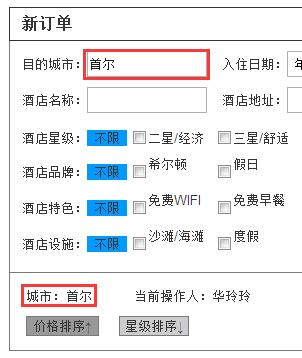 新订单
目的城市： 首尔 入住日期： 年
酒店名称： 酒店地址：
酒店星级： 不限 二星/经济 三星/舒适
酒店品牌： 不限 希尔顿 假日
酒店特色： 不限 免费WIFI 免费早餐
酒店设施： 不限 沙滩/海滩 度假
城市： 首尔 当前操作人： 华玲玲
价格排序↑ 星级排序↓